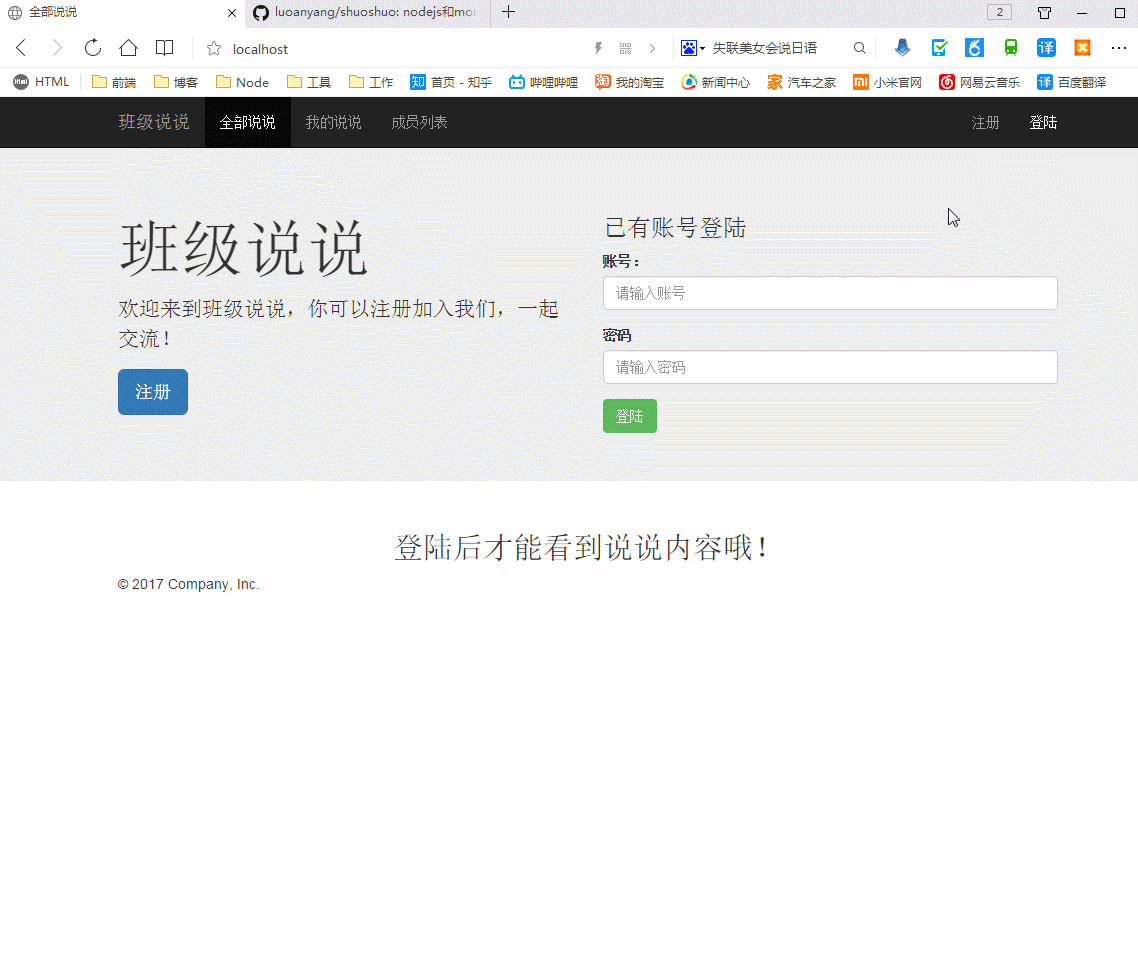 全部说说
luoanyang/shuoshuo: nodejs和mon
2
localhost
失联美女会说日语
译
Html HTML
前端
博客
Node
工具
工作
知 首页 - 知乎
哔哩哔哩
淘 我的淘宝
新闻中心
家 汽车之家
mi 小米官网
网易云音乐
译 百度翻译
班级说说
全部说说
我的说说
成员列表
注册
登陆
班级说说
欢迎来到班级说说，你可以注册加入我们，一起
交流！
注册
已有账号登陆
账号：
请输入账号
密码
请输入密码
登陆
登陆后才能看到说说内容哦！
© 2017 Company, Inc.